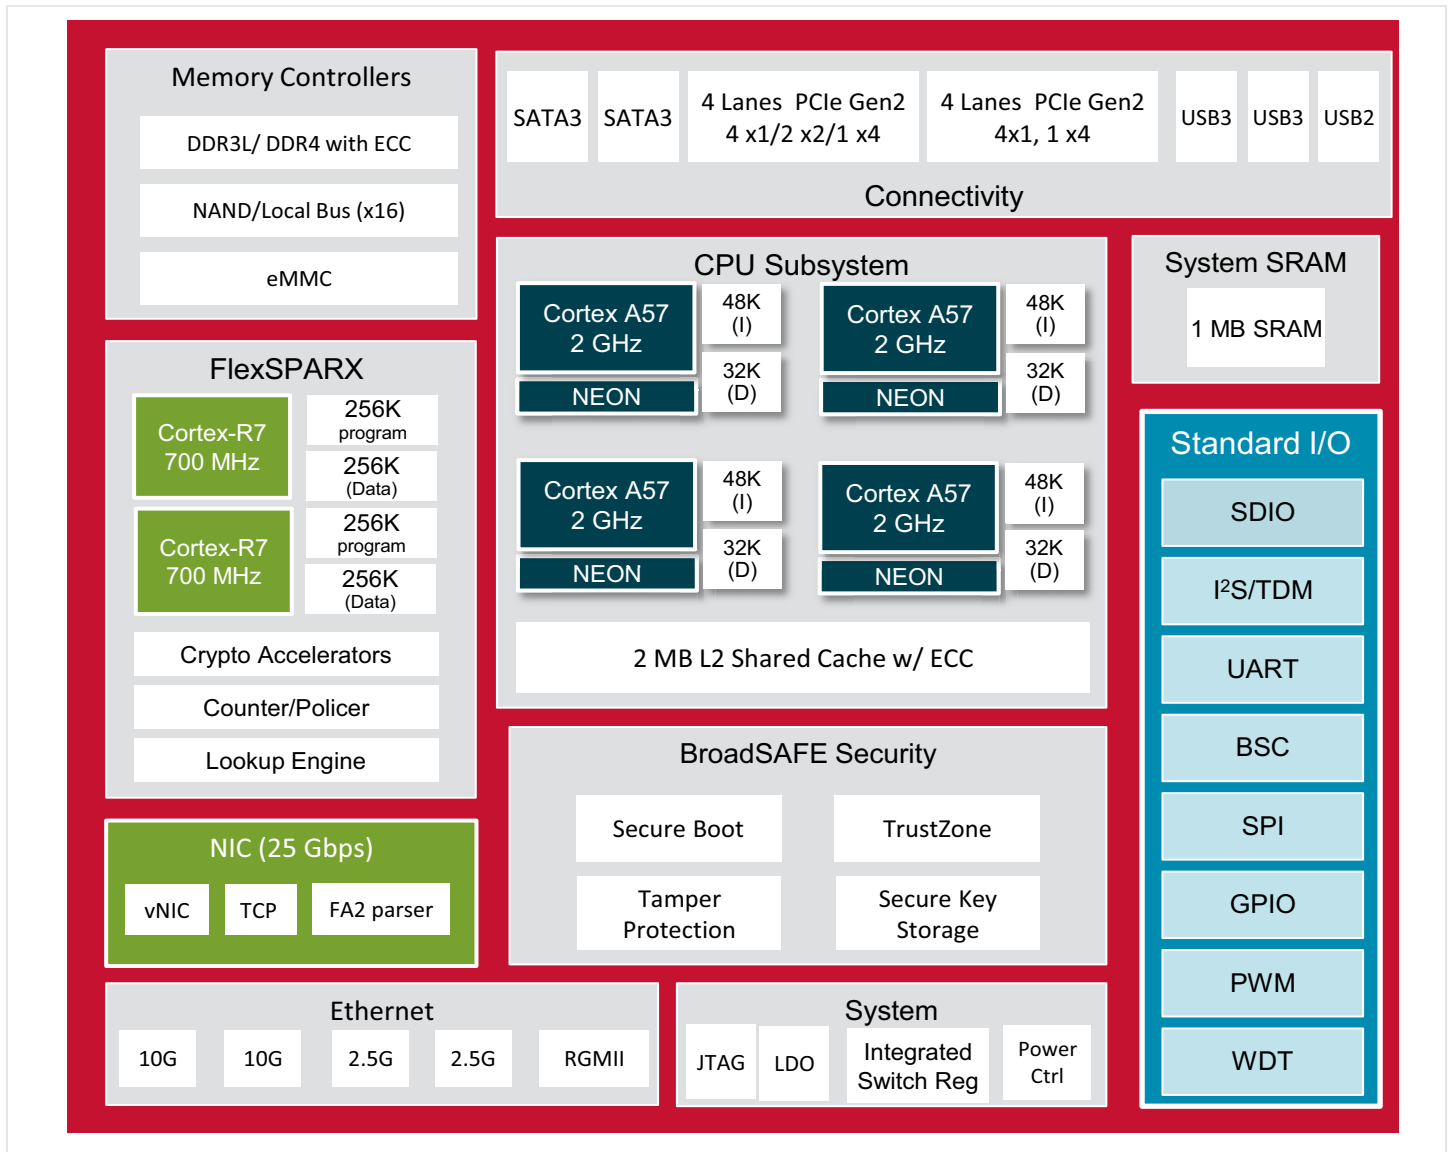 Memory Controllers
DDR3L/ DDR4 with ECC
NAND/Local Bus (x16)
eMMC
SATA3
SATA3
4 Lanes  PCIe Gen2
4 x1/2 x2/1 x4
4 Lanes  PCIe Gen2
4x1, 1 x4
USB3
USB3
USB2
Connectivity
CPU Subsystem
Cortex A57
2 GHz
NEON
48K
(I)
32K
(D)
Cortex A57
2 GHz
NEON
48K
(I)
32K
(D)
Cortex A57
2 GHz
NEON
48K
(I)
32K
(D)
Cortex A57
2 GHz
NEON
48K
(I)
32K
(D)
2 MB L2 Shared Cache w/ ECC
System SRAM
1 MB SRAM
FlexSPARX
Cortex-R7
700 MHz
256K
program
256K
(Data)
Cortex-R7
700 MHz
256K
program
256K
(Data)
Crypto Accelerators
Counter/Policer
Lookup Engine
Standard I/O
SDIO
I²S/TDM
UART
BSC
SPI
GPIO
PWM
WDT
BroadSAFE Security
Secure Boot
TrustZone
Tamper
Protection
Secure Key
Storage
NIC (25 Gbps)
vNIC
TCP
FA2 parser
Ethernet
10G
10G
2.5G
2.5G
RGMII
System
JTAG
LDO
Integrated
Switch Reg
Power
Ctrl